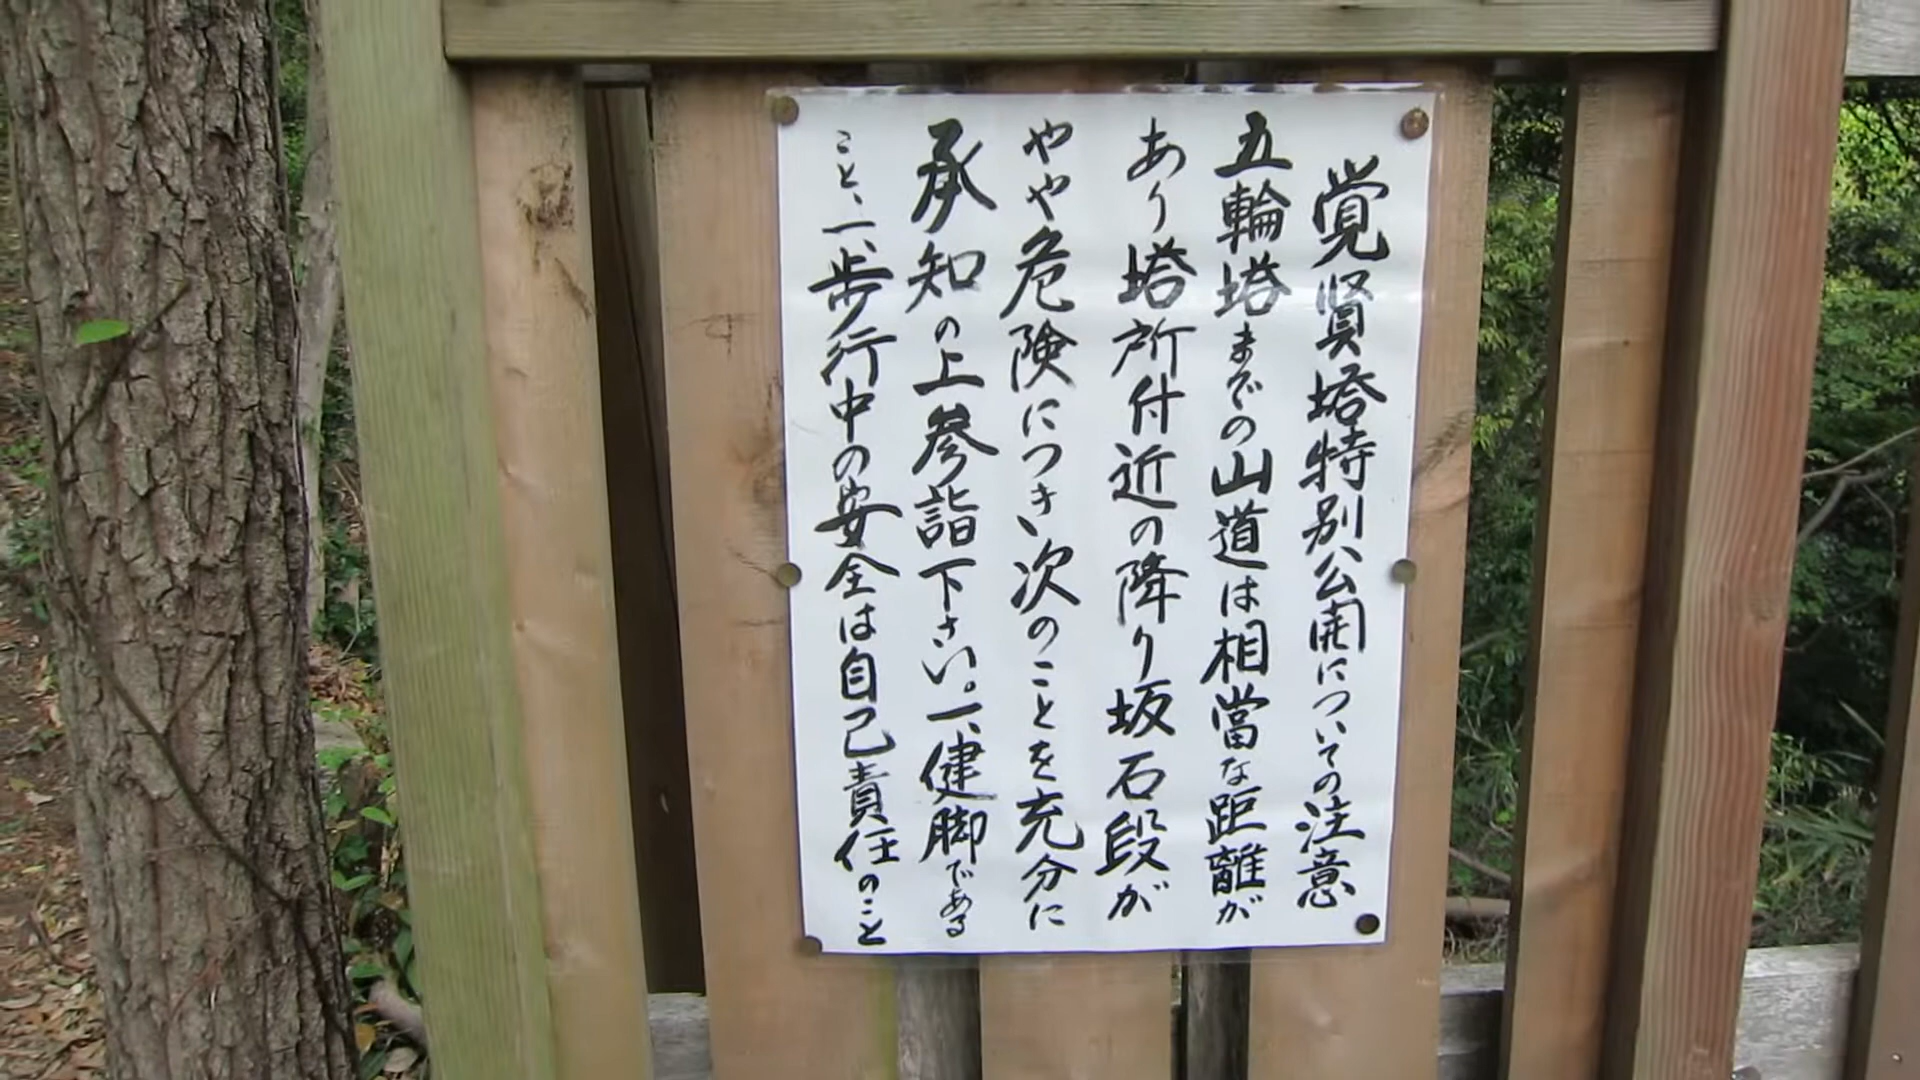 覚賢塔特別公開についての注意
五輪塔までの山道は相當な距離が
あり塔所付近の降り坂石段が
やや危険につき、次のことを充分に
承知の上参詣下さい。一、健脚である
こと、一、歩行中の安全は自己責任のこと